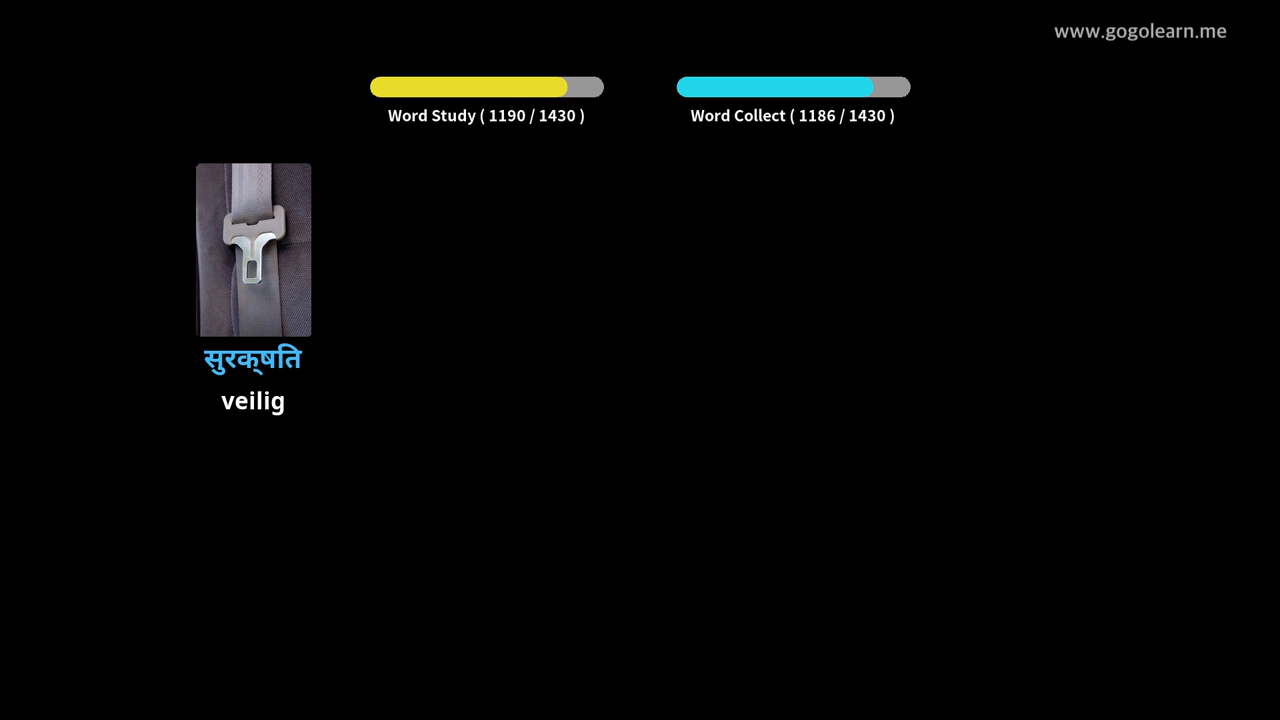 www.gogolearn.me
Word Study ( 1190 / 1430 )
Word Collect ( 1186 / 1430 )
सुरक्‌षति
veilig